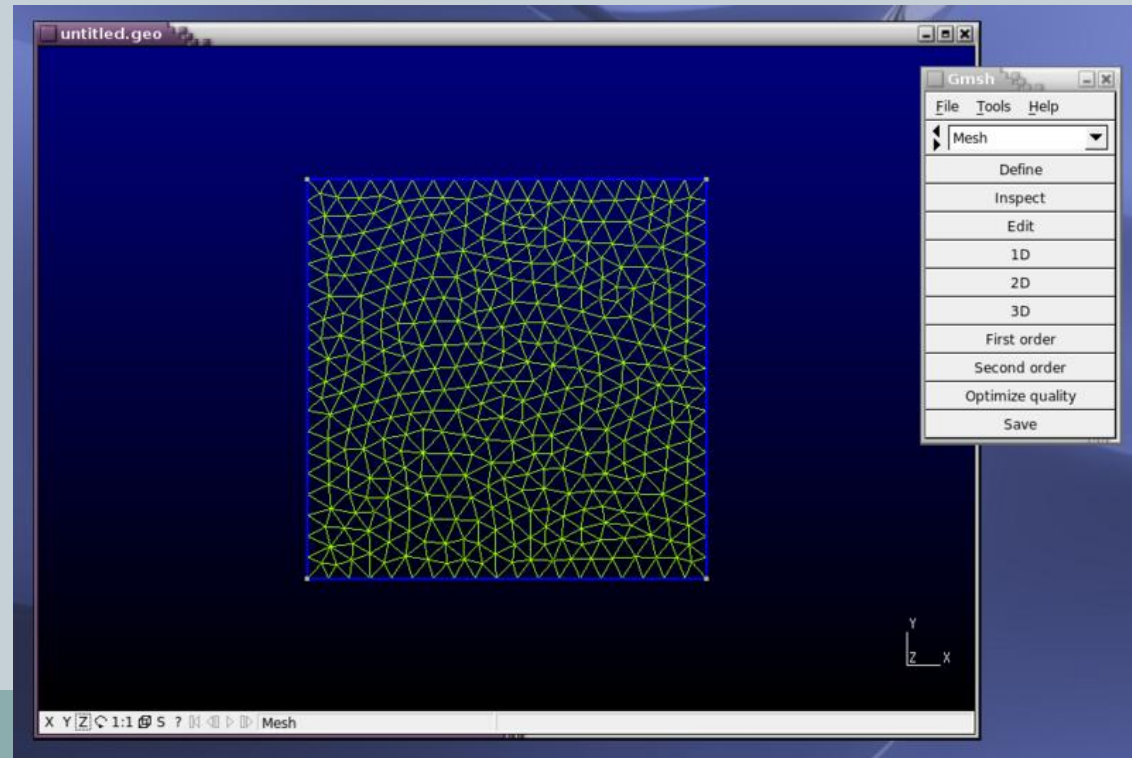 untitled.geo
Gmsh
File Tools Help
Mesh
Define
Inspect
Edit
1D
2D
3D
First order
Second order
Optimize quality
Save
Y
Z X
X Y Z 1:1 S ? Mesh